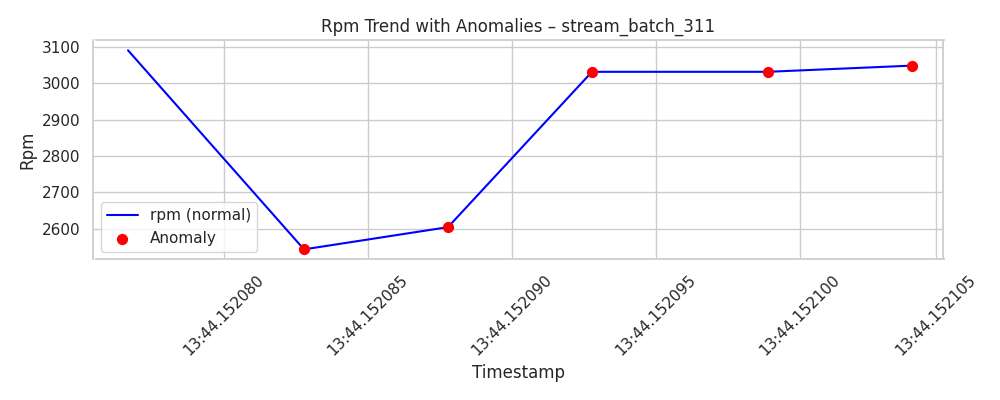 Rpm Trend with Anomalies – stream_batch_311
3100
3000
2900
2800
2700
2600
Rpm
rpm (normal)
Anomaly
13:44.152080
13:44.152085
13:44.152090
13:44.152095
13:44.152100
13:44.152105
Timestamp